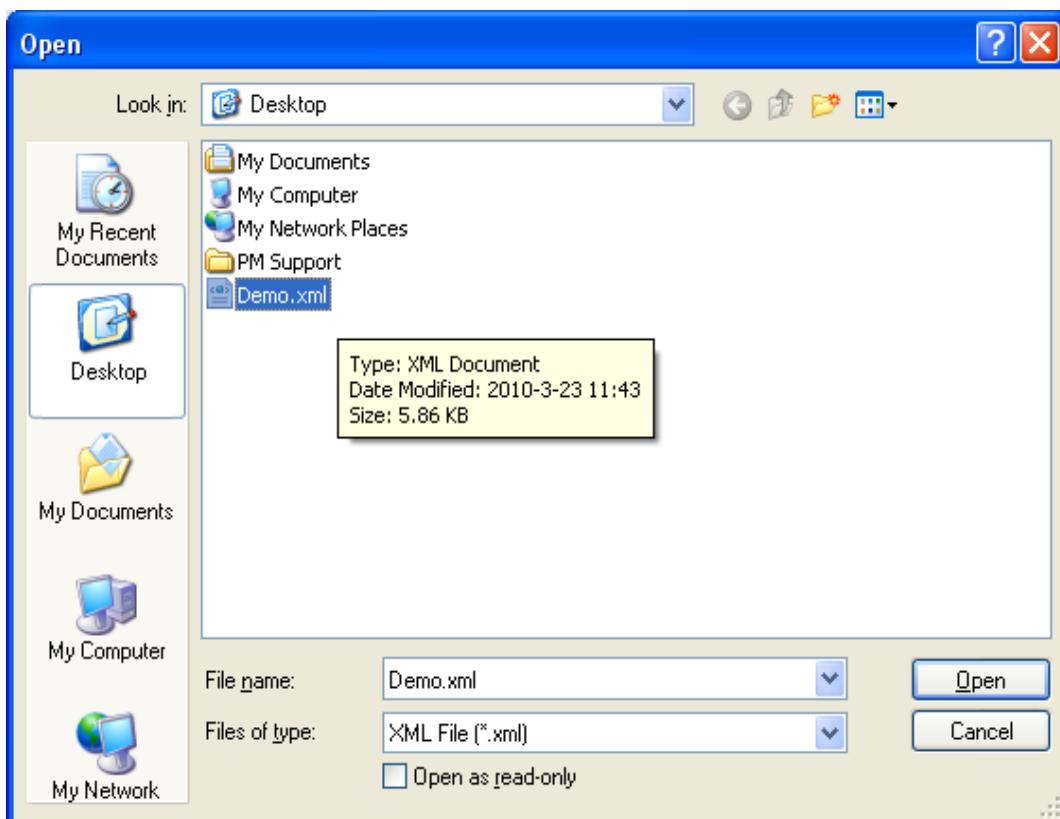 Open
Look in:
Desktop
My Documents
My Computer
My Network Places
PM Support
Demo.xml
Type: XML Document
Date Modified: 2010-3-23 11:43
Size: 5.86 KB
My Recent
Documents
Desktop
My Documents
My Computer
My Network
File name:
Demo.xml
Open
Files of type:
XML File (*.xml)
Cancel
Open as read-only